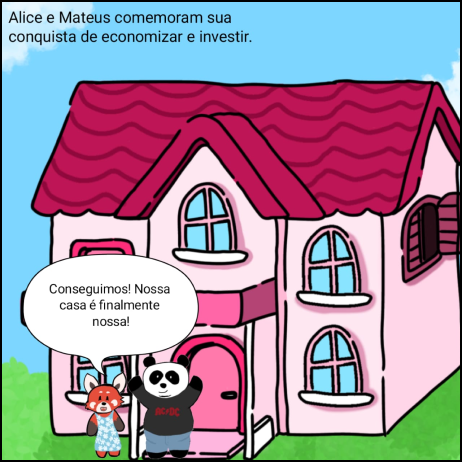 Alice e Mateus comemoram sua
conquista de economizar e investir.
Conseguimos! Nossa
casa é finalmente
nossa!
AC/DC